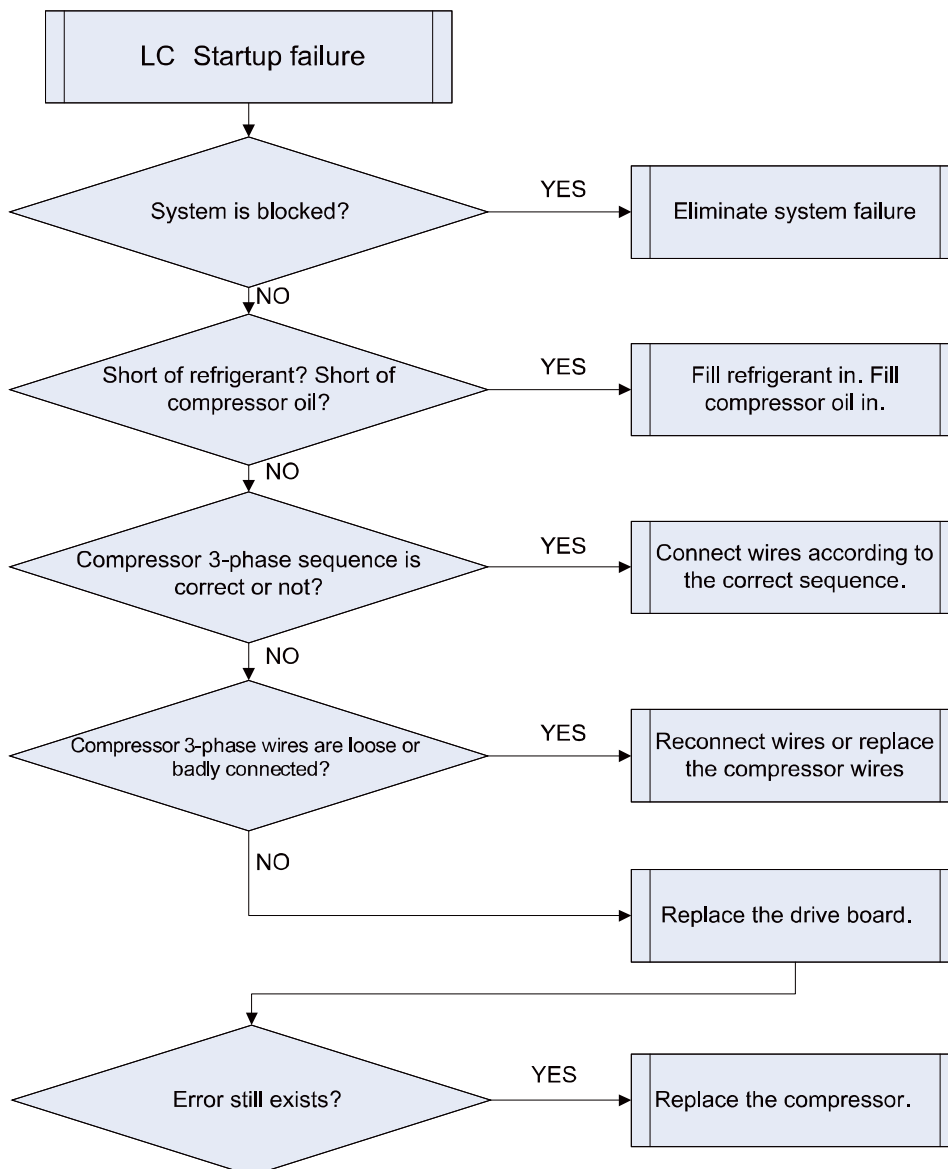 LC Startup failure
System is blocked?
YES
Eliminate system failure
NO
Short of refrigerant? Short of
compressor oil?
YES
Fill refrigerant in. Fill
compressor oil in.
NO
Compressor 3-phase sequence is
correct or not?
YES
Connect wires according to
the correct sequence.
NO
Compressor 3-phase wires are loose or
badly connected?
YES
Reconnect wires or replace
the compressor wires
NO
Replace the drive board.
Error still exists?
YES
Replace the compressor.